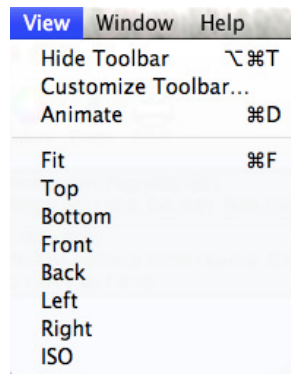 View Window Help
Hide Toolbar ⌥⌘T
Customize Toolbar...
Animate ⌘D
Fit ⌘F
Top
Bottom
Front
Back
Left
Right
ISO